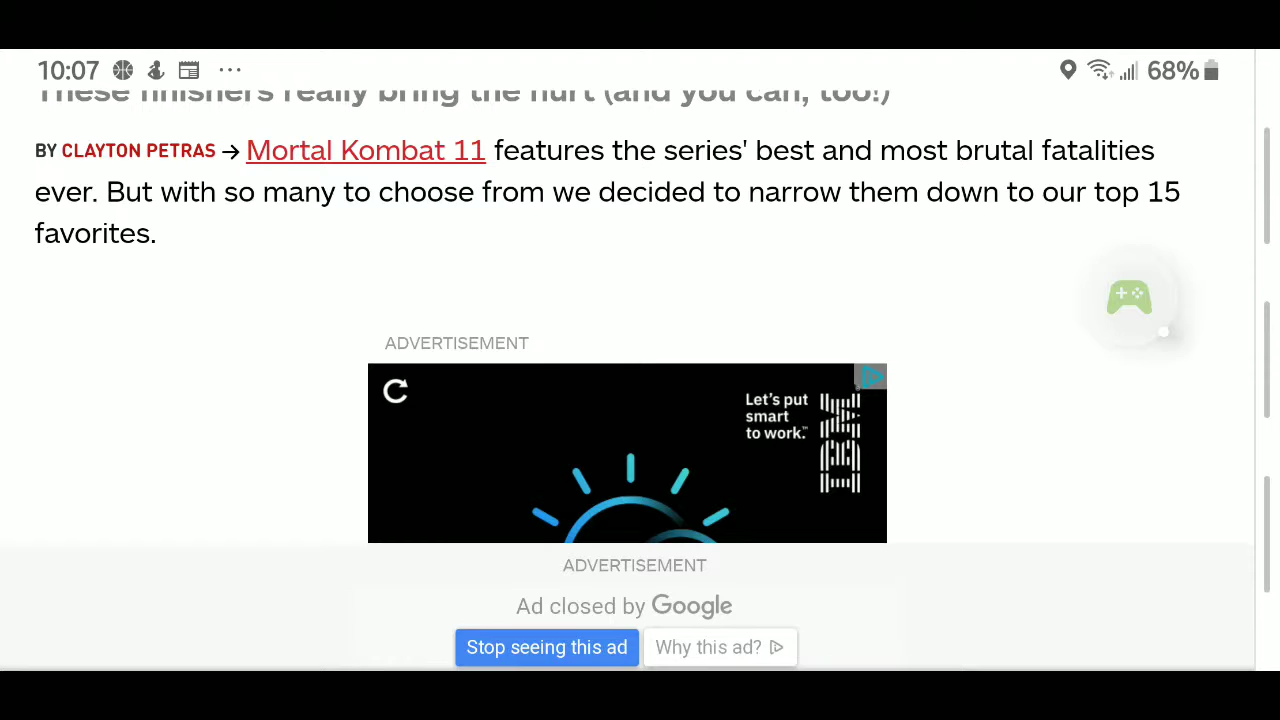 10:07 ... 68%
These finishers really bring the hurt (and you can, too!)
BY CLAYTON PETRAS → Mortal Kombat 11 features the series' best and most brutal fatalities
ever. But with so many to choose from we decided to narrow them down to our top 15
favorites.
ADVERTISEMENT
Let's put
smart
to work.™
IBM®
ADVERTISEMENT
Ad closed by Google
Stop seeing this ad Why this ad?